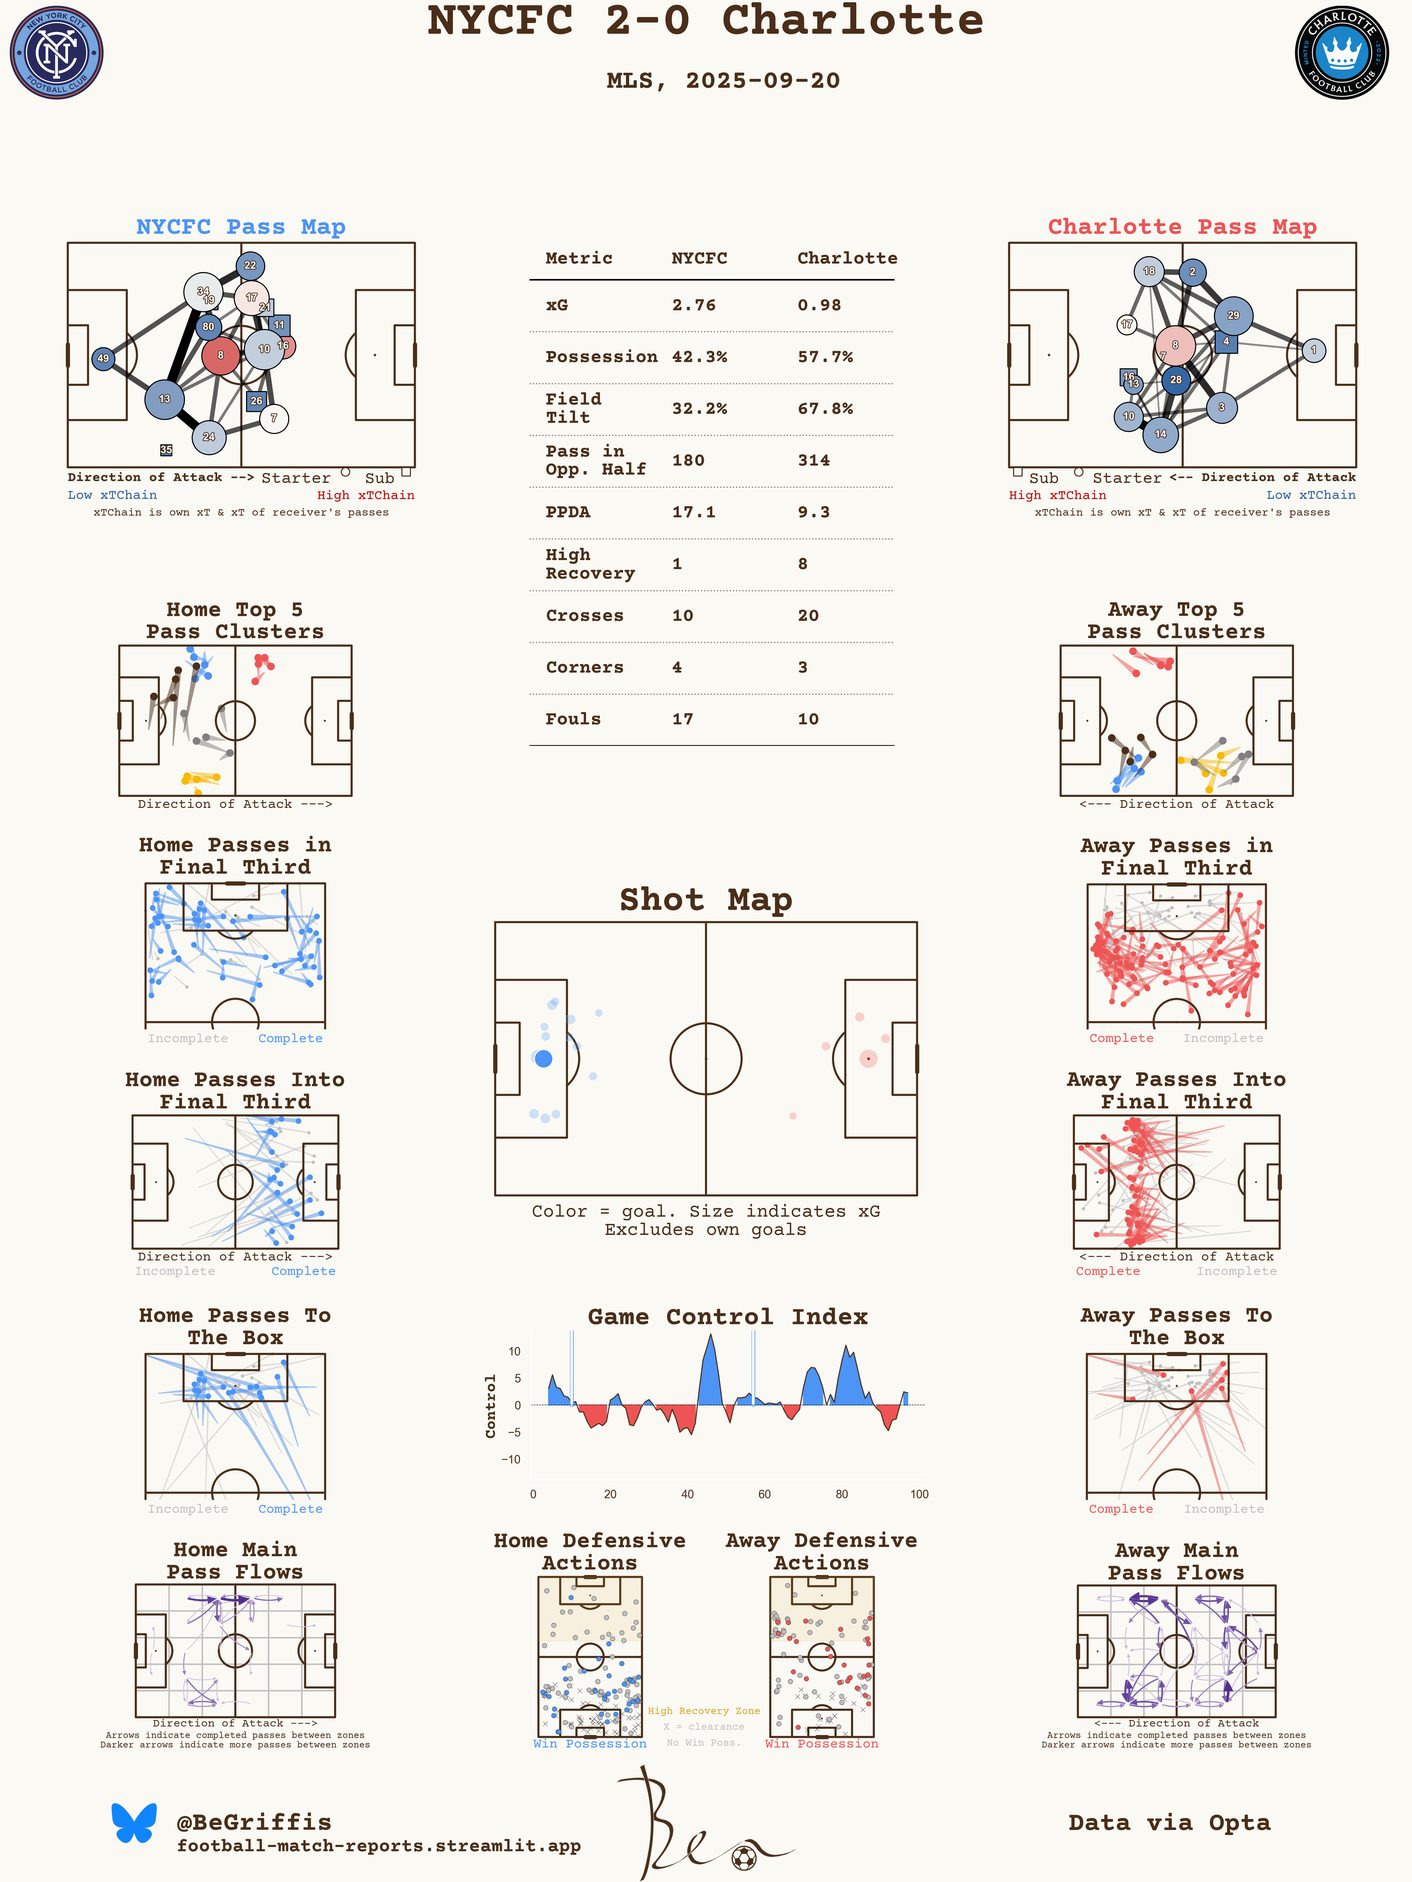 NYCFC 2-0 Charlotte
MLS, 2025-09-20
NEW YORK CITY
FOOTBALL CLUB
NYC
CHARLOTTE
MINTED
2022
FOOTBALL CLUB
NYCFC Pass Map
22
34
19
17
21
11
80
10
16
8
49
13
26
7
24
35
Direction of Attack --> Starter Sub
Low xTChain High xTChain
xTChain is own xT & xT of receiver's passes
Metric NYCFC Charlotte
xG 2.76 0.98
Possession 42.3% 57.7%
Field
Tilt 32.2% 67.8%
Pass in
Opp. Half 180 314
PPDA 17.1 9.3
High
Recovery 1 8
Crosses 10 20
Corners 4 3
Fouls 17 10
Charlotte Pass Map
18
2
29
17
4
8
7
1
16
13
28
10
3
14
Sub Starter <-- Direction of Attack
High xTChain Low xTChain
xTChain is own xT & xT of receiver's passes
Home Top 5
Pass Clusters
Direction of Attack --->
Away Top 5
Pass Clusters
<--- Direction of Attack
Home Passes in
Final Third
Incomplete Complete
Away Passes in
Final Third
Complete Incomplete
Shot Map
Color = goal. Size indicates xG
Excludes own goals
Home Passes Into
Final Third
Direction of Attack --->
Incomplete Complete
Away Passes Into
Final Third
<--- Direction of Attack
Complete Incomplete
Home Passes To
The Box
Incomplete Complete
Game Control Index
Control
10
5
0
−5
−10
0 20 40 60 80 100
Away Passes To
The Box
Complete Incomplete
Home Main
Pass Flows
Direction of Attack --->
Arrows indicate completed passes between zones
Darker arrows indicate more passes between zones
Home Defensive
Actions
Win Possession
Away Defensive
Actions
Win Possession
High Recovery Zone
X = clearance
No Win Poss.
Away Main
Pass Flows
<--- Direction of Attack
Arrows indicate completed passes between zones
Darker arrows indicate more passes between zones
@BeGriffis
football-match-reports.streamlit.app
Ben
Data via Opta